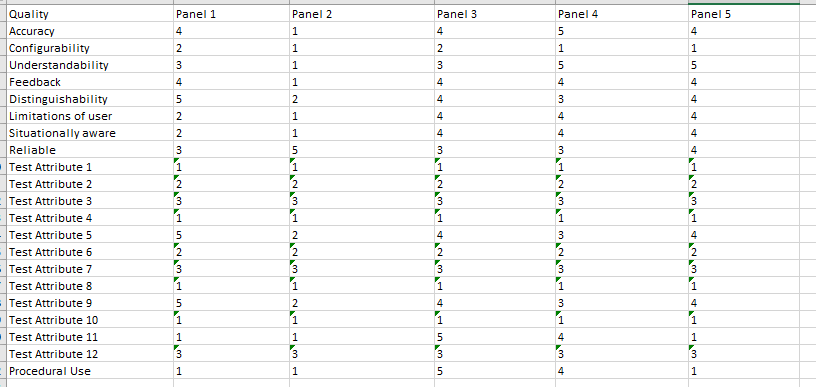 Quality Panel 1 Panel 2 Panel 3 Panel 4 Panel 5
Accuracy 4 1 4 5 4
Configurability 2 1 2 1 1
Understandability 3 1 3 5 5
Feedback 4 1 4 4 4
Distinguishability 5 2 4 3 4
Limitations of user 2 1 4 4 4
Situationally aware 2 1 4 4 4
Reliable 3 5 3 3 4
Test Attribute 1 1 1 1 1 1
Test Attribute 2 2 2 2 2 2
Test Attribute 3 3 3 3 3 3
Test Attribute 4 1 1 1 1 1
Test Attribute 5 5 2 4 3 4
Test Attribute 6 2 2 2 2 2
Test Attribute 7 3 3 3 3 3
Test Attribute 8 1 1 1 1 1
Test Attribute 9 5 2 4 3 4
Test Attribute 10 1 1 1 1 1
Test Attribute 11 1 1 5 4 1
Test Attribute 12 3 3 3 3 3
Procedural Use 1 1 5 4 1